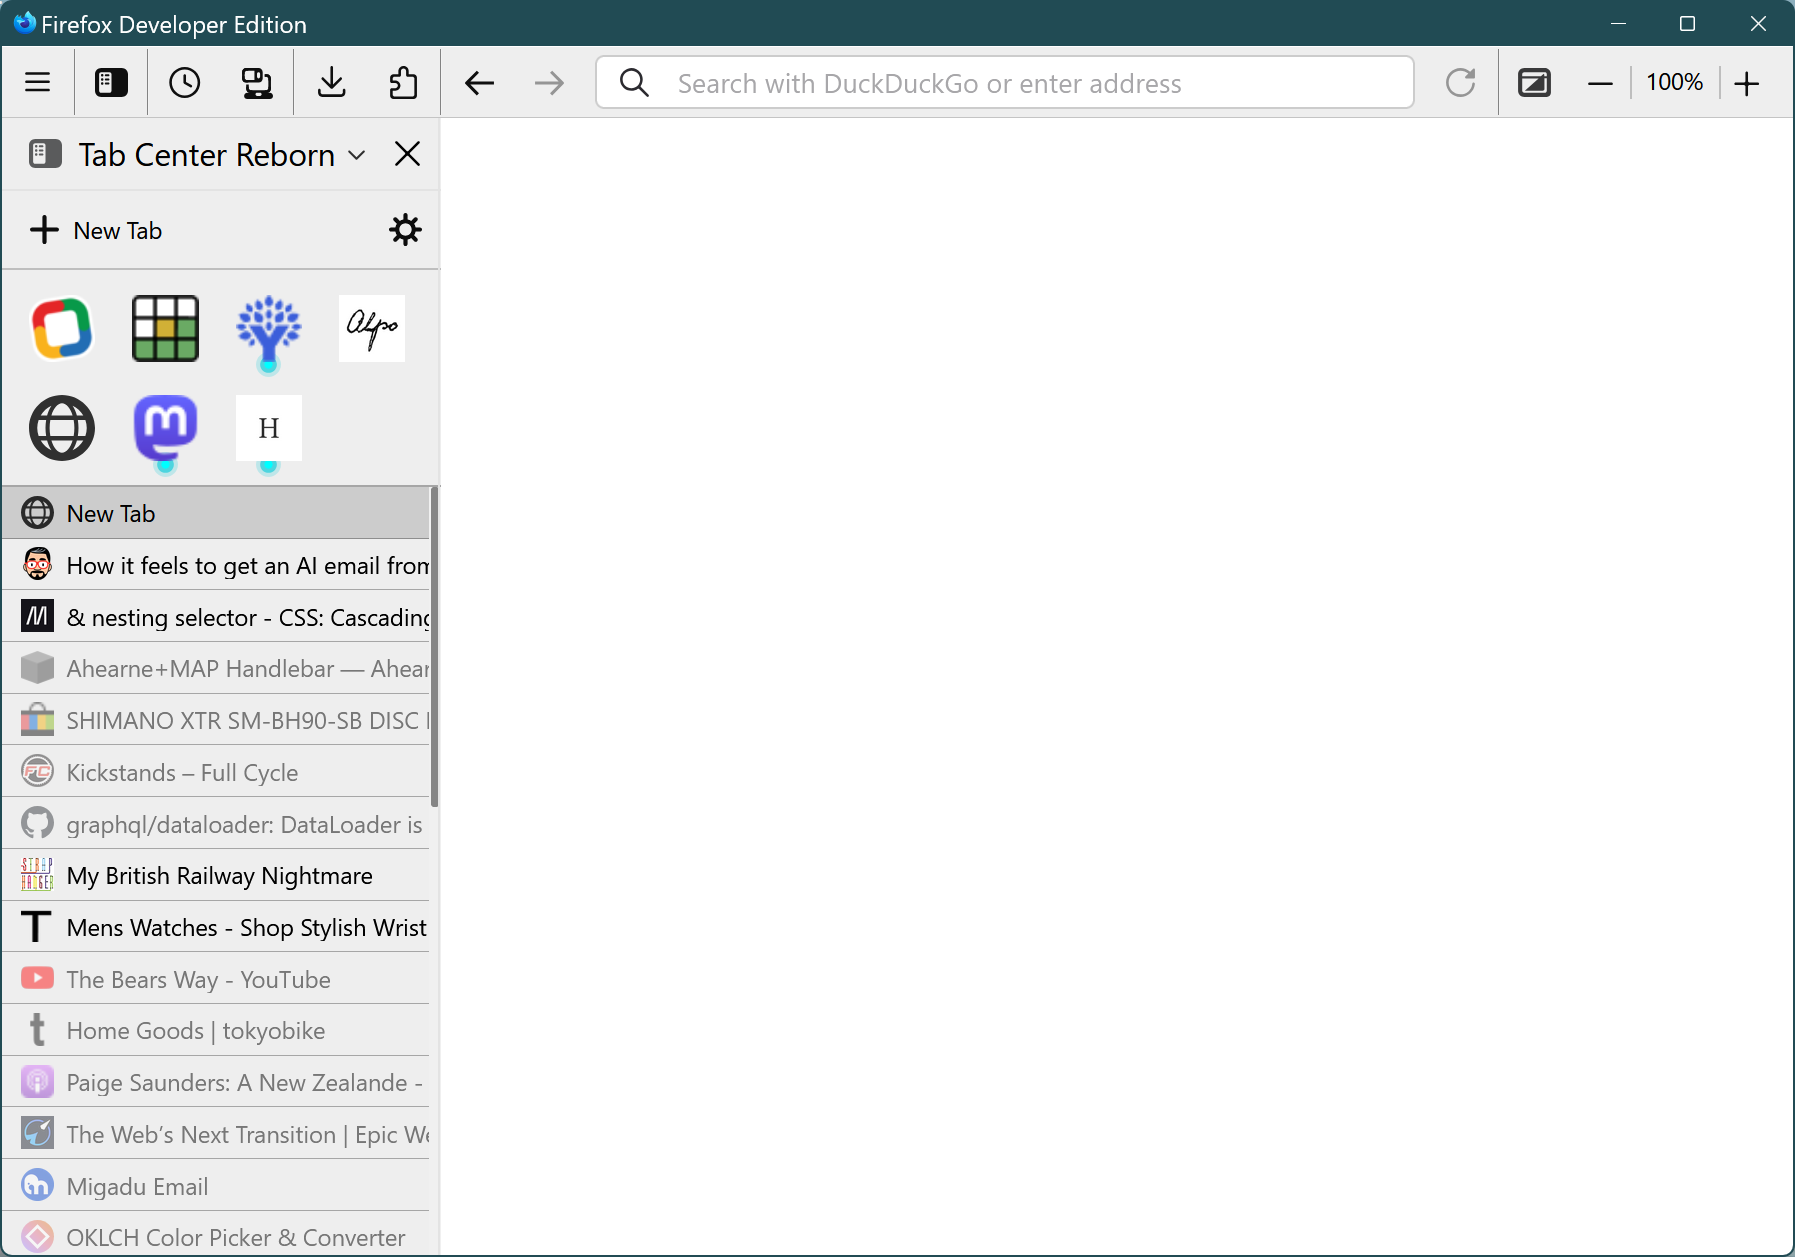 Firefox Developer Edition
Search with DuckDuckGo or enter address
100%
Tab Center Reborn
New Tab
Ahpo
H
New Tab
How it feels to get an AI email from
& nesting selector - CSS: Cascading
Ahearne+MAP Handlebar — Ahear
SHIMANO XTR SM-BH90-SB DISC
Kickstands – Full Cycle
FC
graphql/dataloader: DataLoader is
STRAP
HANGER
My British Railway Nightmare
T
Mens Watches - Shop Stylish Wrist
The Bears Way - YouTube
t
Home Goods | tokyobike
Paige Saunders: A New Zealande -
The Web’s Next Transition | Epic We
Migadu Email
OKLCH Color Picker & Converter